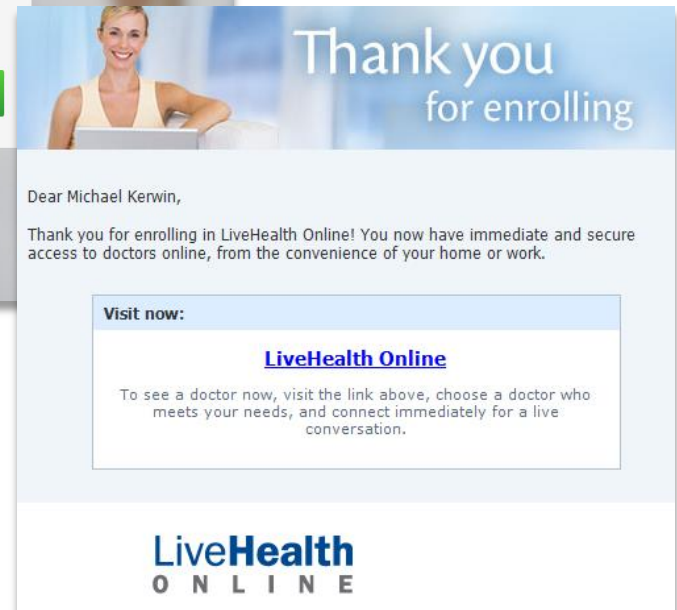 Thank you
for enrolling
Dear Michael Kerwin,
Thank you for enrolling in LiveHealth Online! You now have immediate and secure
access to doctors online, from the convenience of your home or work.
Visit now:
LiveHealth Online
To see a doctor now, visit the link above, choose a doctor who
meets your needs, and connect immediately for a live
conversation.
LiveHealth
ONLINE